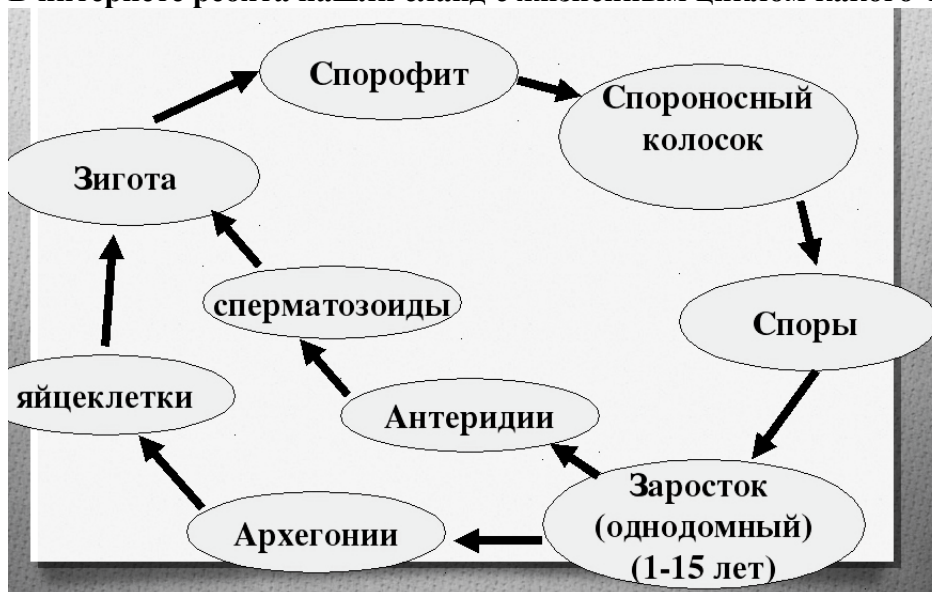 Спорофит
Спороносный
колосок
Зигота
сперматозоиды
Споры
яйцеклетки
Антеридии
Заросток
(однодомный)
(1-15 лет)
Архегонии